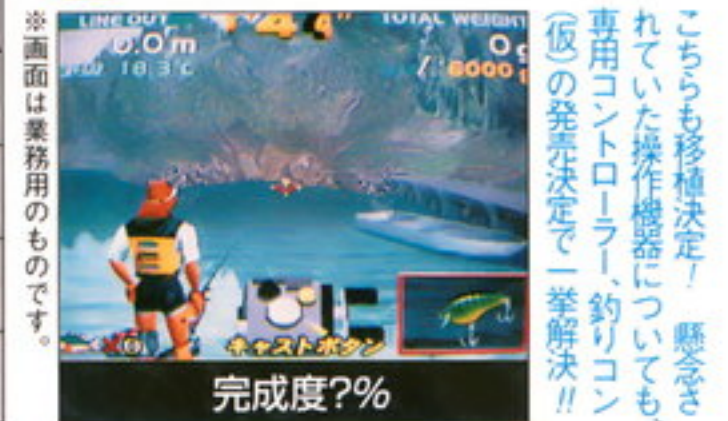 こちらも移植決定! 懸念さ
れていた操作機器についても、
専用コントローラー、釣りコン
(仮)の発売決定で一挙解決!!
LINE OUT
0.0m
18.3℃
44"
TOTAL WEIGHT
0g
/ 8000g
キャストボタン
完成度?%
※画面は業務用のものです。